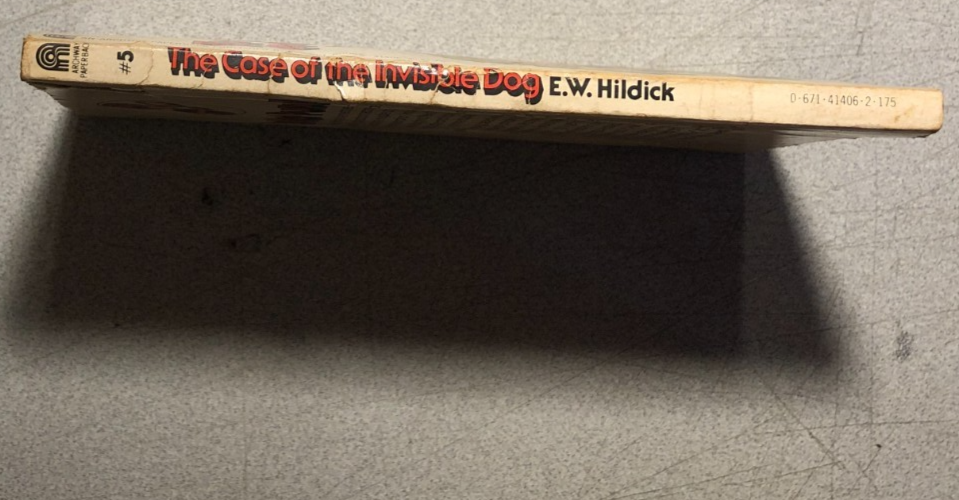 ARCHWAY
PAPERBACK
#5
The Case of the Invisible Dog
E.W. Hildick
0-671-41406-2-175